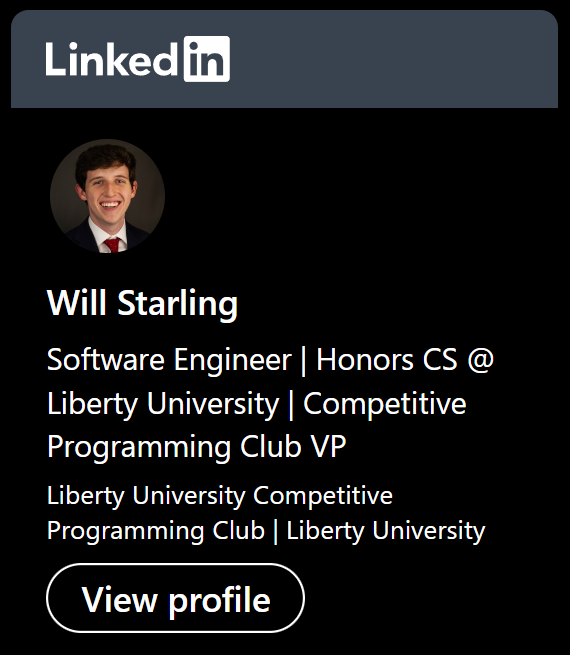 LinkedIn
Will Starling
Software Engineer | Honors CS @
Liberty University | Competitive
Programming Club VP
Liberty University Competitive
Programming Club | Liberty University
View profile